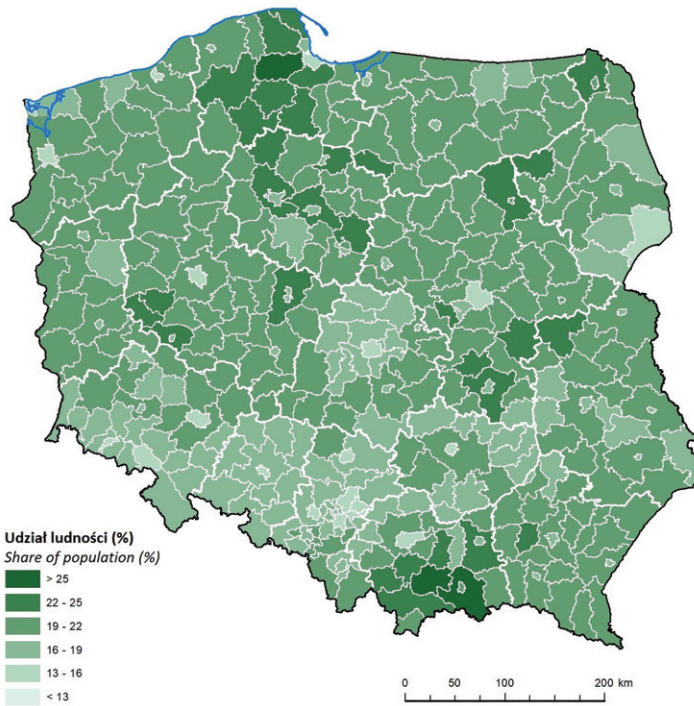 Udział ludności (%)
Share of population (%)
> 25
22 - 25
19 - 22
16 - 19
13 - 16
< 13
0 50 100 200 km